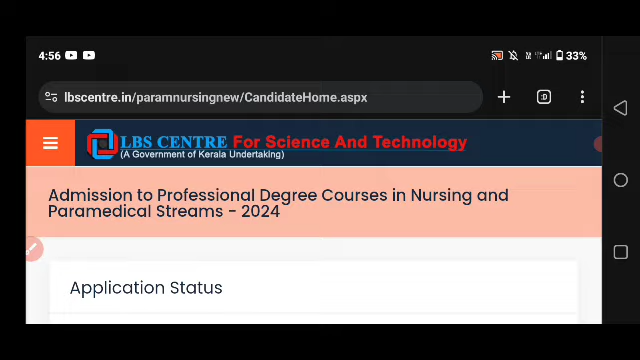 4:56
33%
lbscentre.in/paramnursingnew/CandidateHome.aspx
:D
LBS CENTRE For Science And Technology
(A Government of Kerala Undertaking)
Admission to Professional Degree Courses in Nursing and
Paramedical Streams - 2024
Application Status